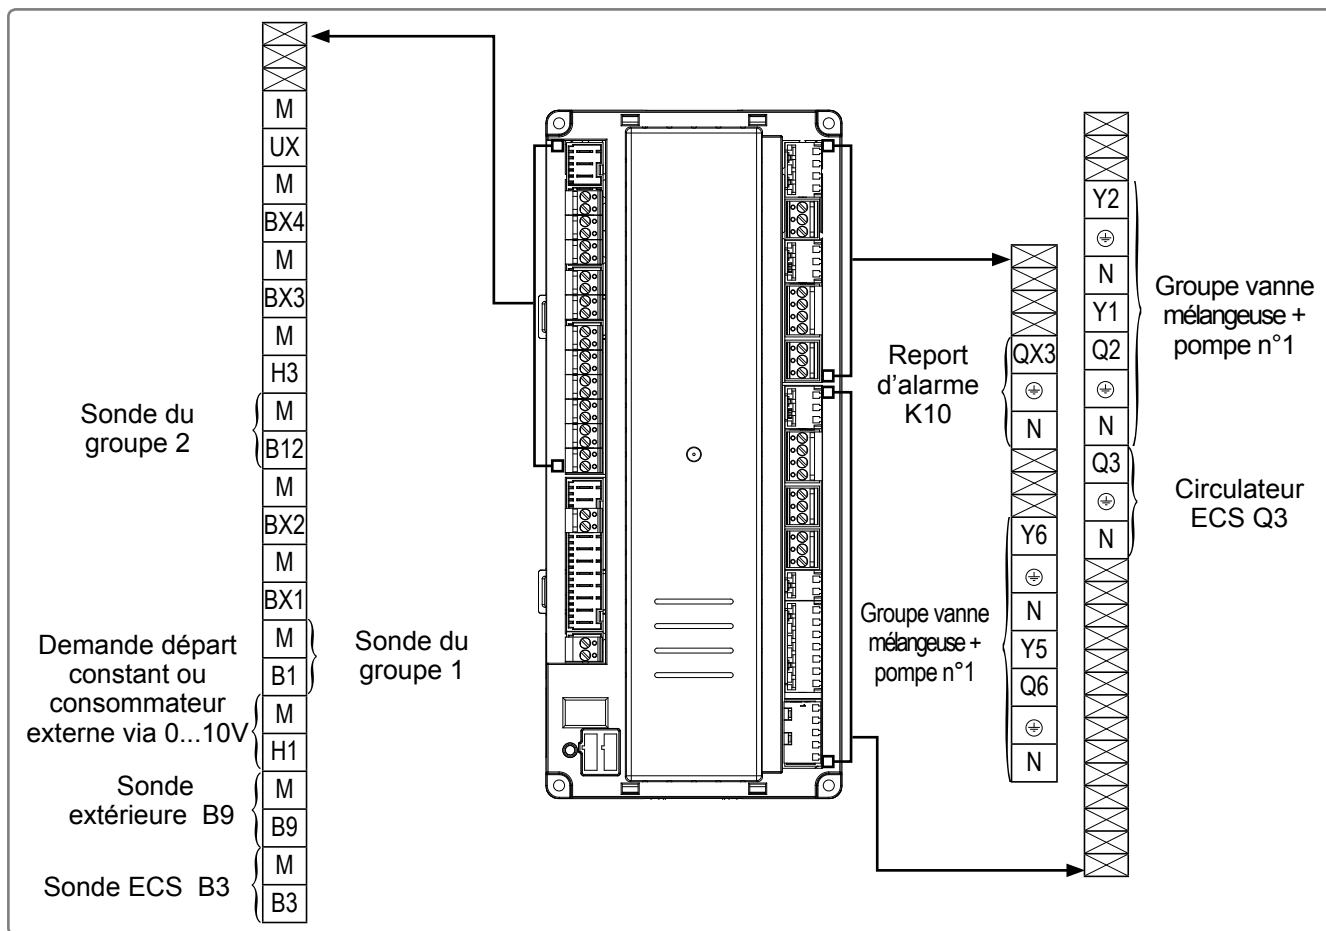 M
UX
M
BX4
M
BX3
M
H3
M
B12
M
BX2
M
BX1
M
B1
M
H1
M
B9
M
B3
Sonde du
groupe 2
Sonde du
groupe 1
Demande départ
constant ou
consommateur
externe via 0...10V
Sonde
extérieure B9
Sonde ECS B3
Report
d'alarme
K10
QX3
N
Groupe vanne
mélangeuse +
pompe n°1
Y6
N
Y5
Q6
N
Y2
N
Y1
Q2
N
Q3
N
Groupe vanne
mélangeuse +
pompe n°1
Circulateur
ECS Q3